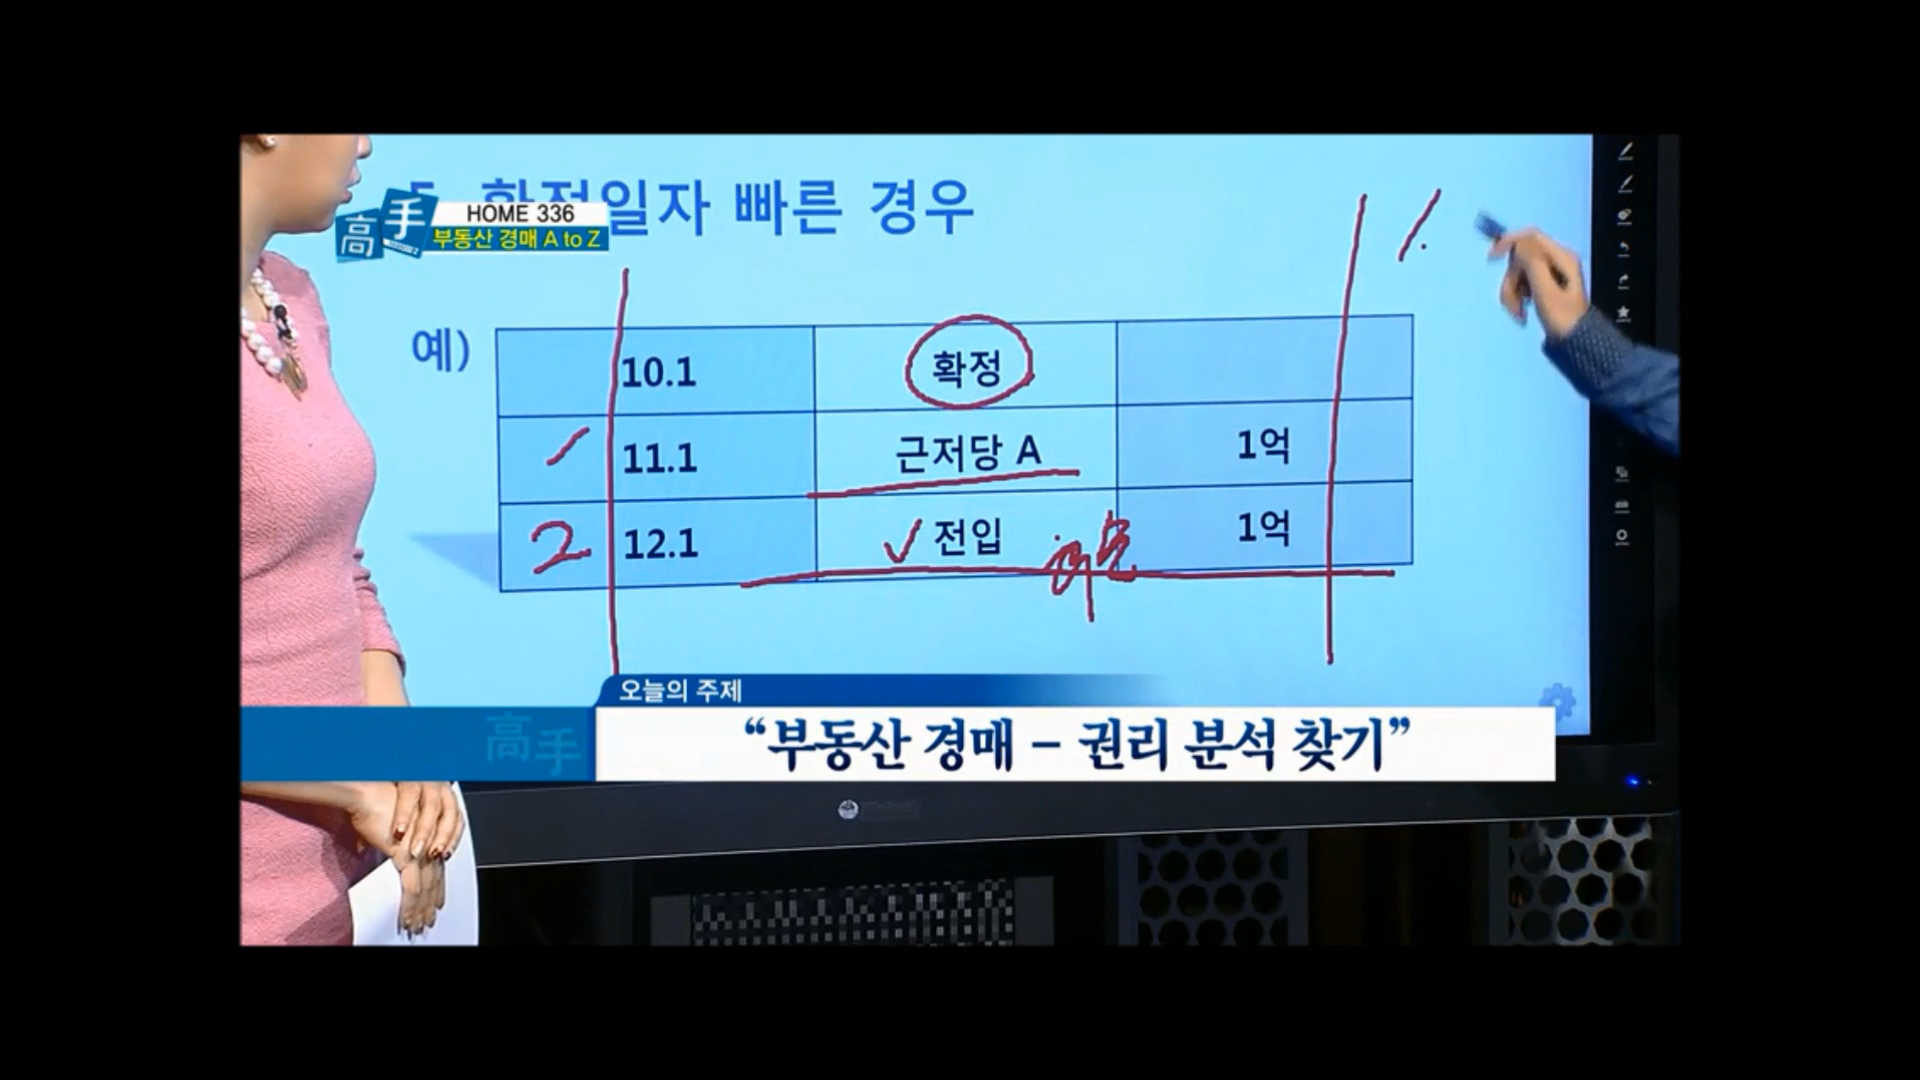 확정일자 빠른 경우
高手
HOME 336
부동산 경매 A to Z
예)
10.1 확정
1 11.1 근저당 A 1억
2 12.1 전입 1억
오늘의 주제
高手
“부동산 경매 - 권리 분석 찾기”